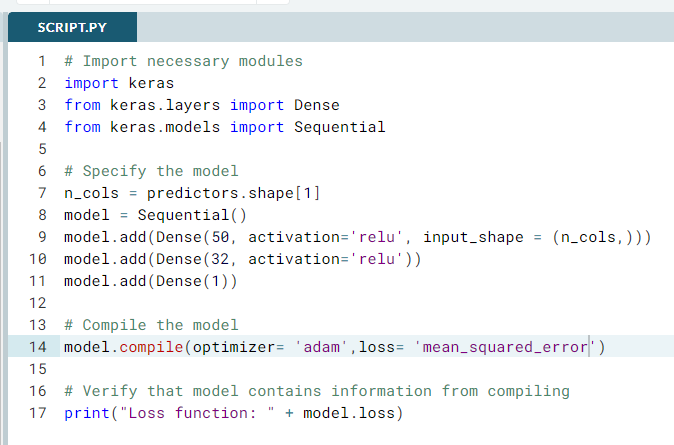 SCRIPT.PY
1 # Import necessary modules
2 import keras
3 from keras.layers import Dense
4 from keras.models import Sequential
5
6 # Specify the model
7 n_cols = predictors.shape[1]
8 model = Sequential()
9 model.add(Dense(50, activation='relu', input_shape = (n_cols,)))
10 model.add(Dense(32, activation='relu'))
11 model.add(Dense(1))
12
13 # Compile the model
14 model.compile(optimizer= 'adam',loss= 'mean_squared_error')
15
16 # Verify that model contains information from compiling
17 print("Loss function: " + model.loss)